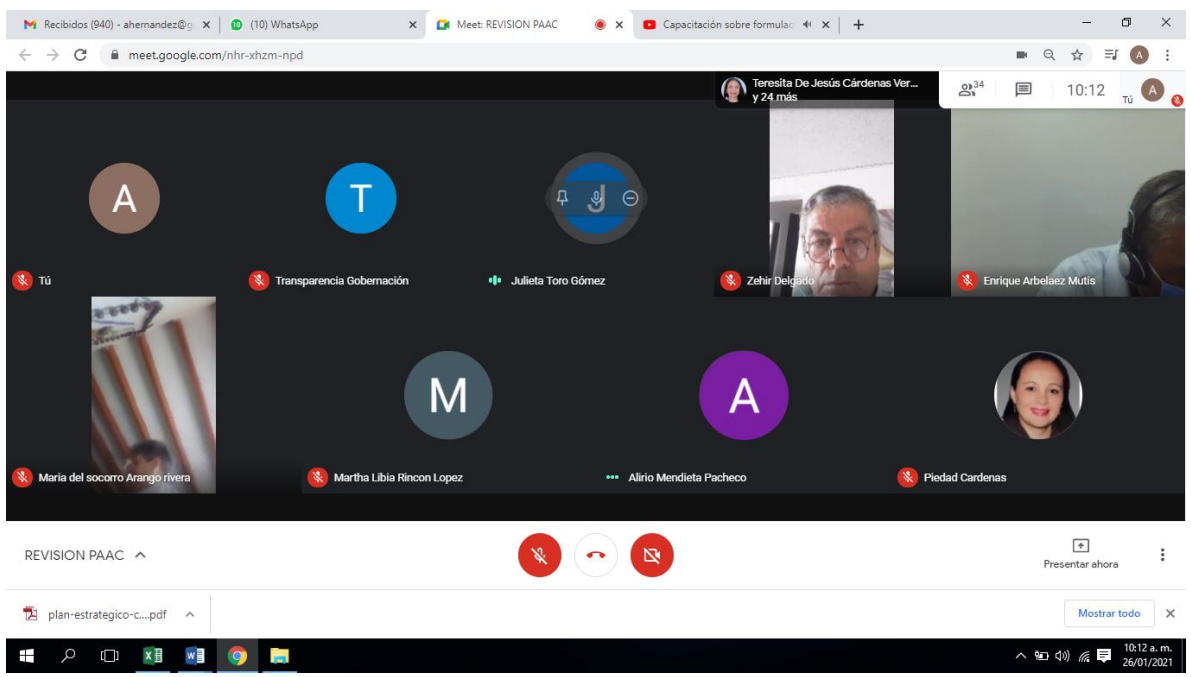 Recibidos (940) - ahernandez@g
(10) WhatsApp
Meet: REVISION PAAC
Capacitación sobre formulac
meet.google.com/nhr-xhzm-npd
A
Teresita De Jesús Cárdenas Ver...
y 24 más
34
10:12
Tú
A
A
T
J
Tú
Transparencia Gobernación
Julieta Toro Gómez
Zehir Delgado
Enrique Arbelaez Mutis
M
A
Maria del socorro Arango rivera
Martha Libia Rincon Lopez
Alirio Mendieta Pacheco
Piedad Cardenas
REVISION PAAC
Presentar ahora
plan-estrategico-c....pdf
Mostrar todo
10:12 a. m.
26/01/2021